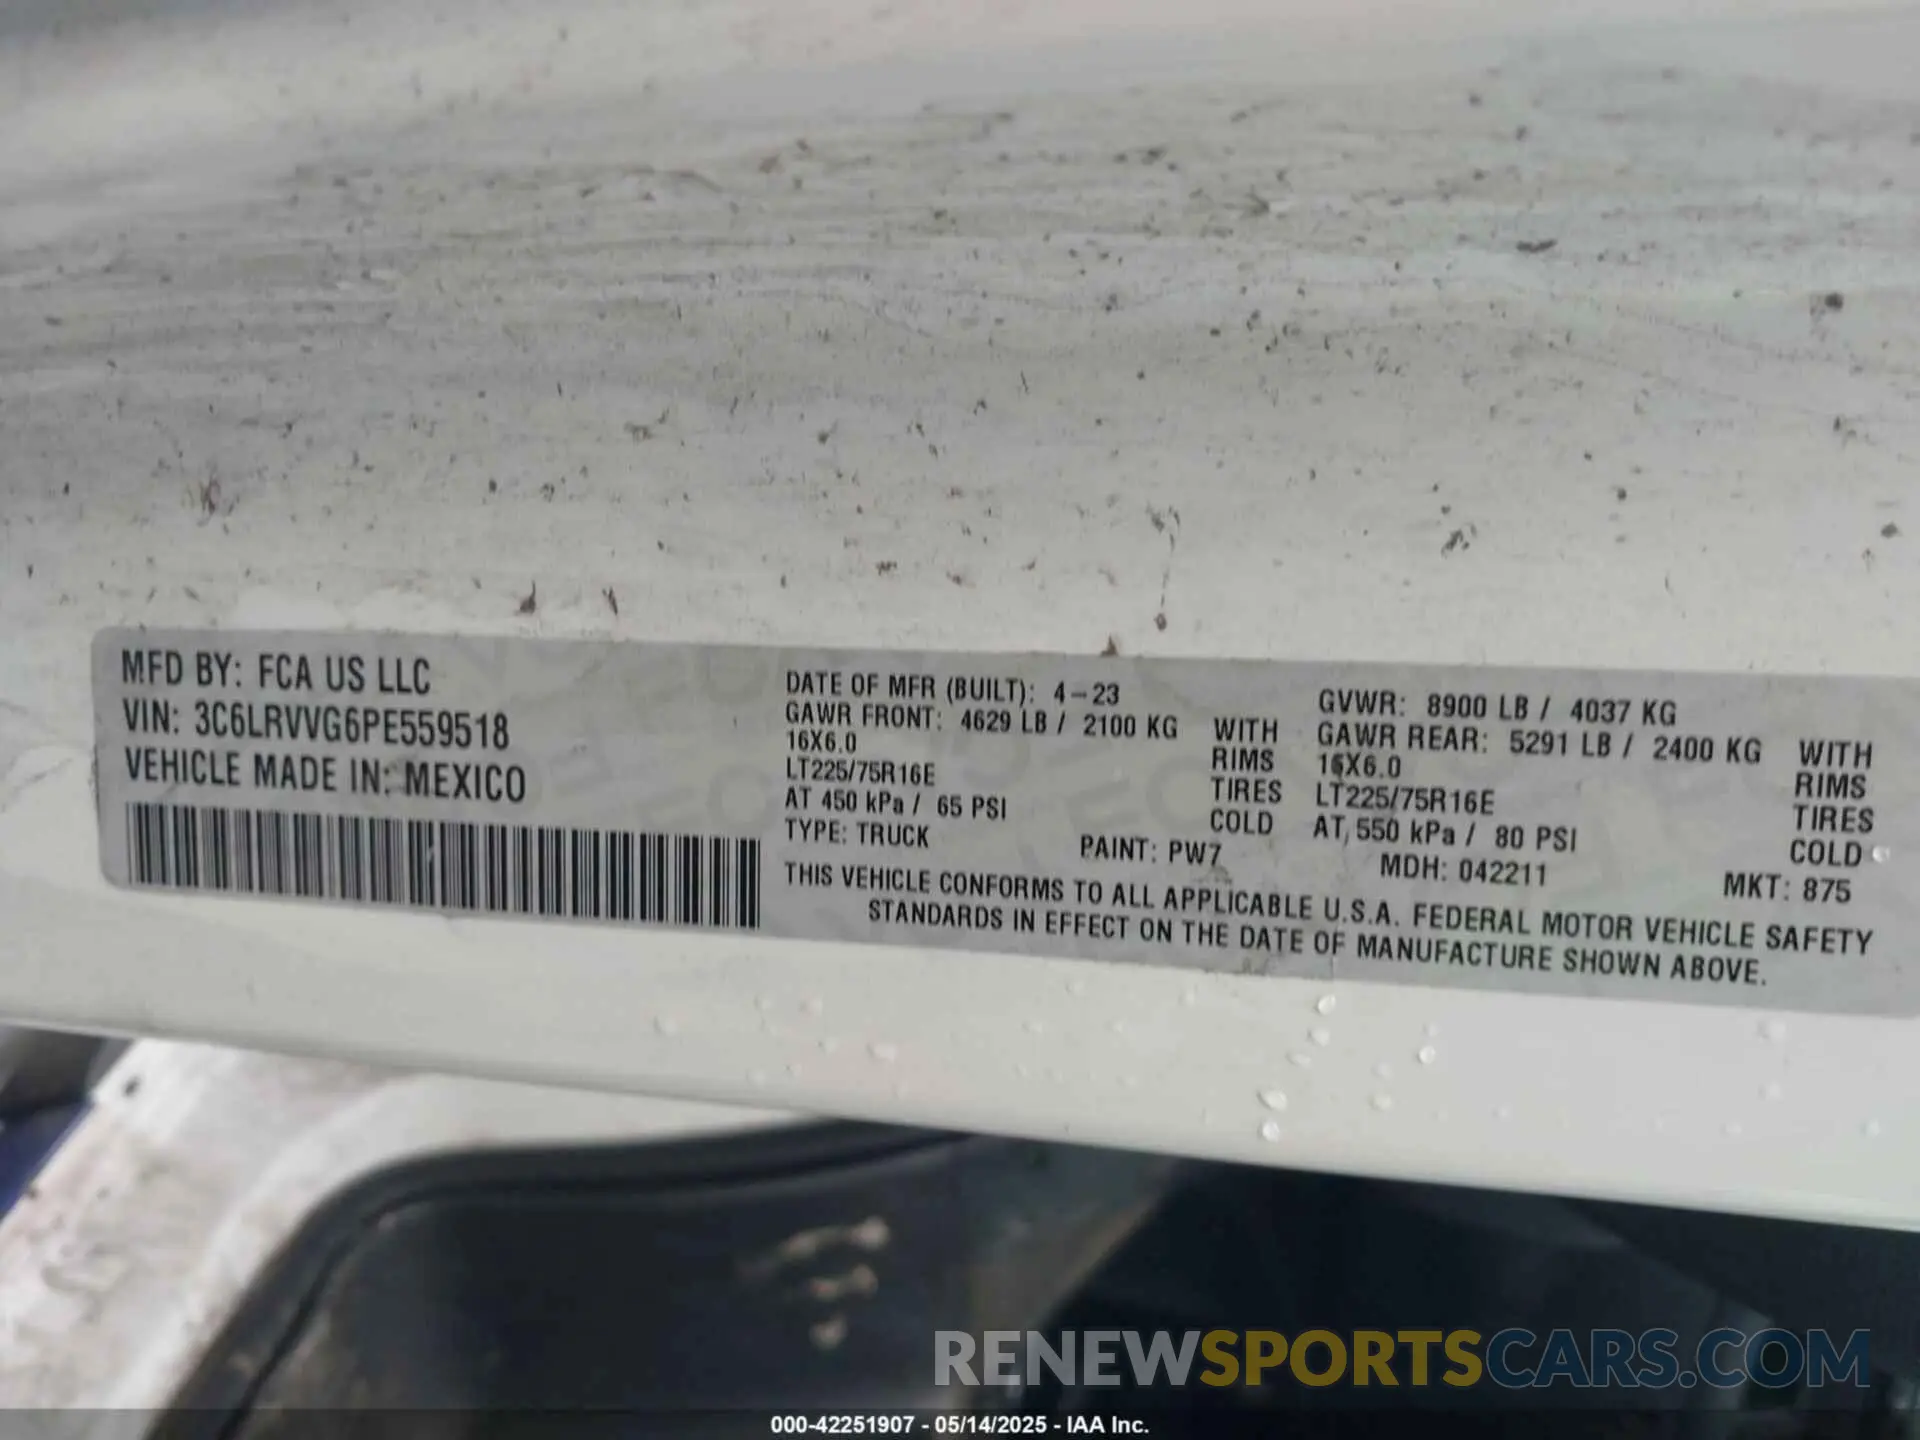 MFD BY: FCA US LLC
VIN: 3C6LRVVG6PE559518
VEHICLE MADE IN: MEXICO
DATE OF MFR (BUILT): 4-23
GAWR FRONT: 4629 LB / 2100 KG WITH
16X6.0 RIMS
LT225/75R16E TIRES
AT 450 kPa / 65 PSI COLD
TYPE: TRUCK PAINT: PW7
GVWR: 8900 LB / 4037 KG
GAWR REAR: 5291 LB / 2400 KG WITH
16X6.0 RIMS
LT225/75R16E TIRES
AT 550 kPa / 80 PSI COLD
MDH: 042211 MKT: 875
THIS VEHICLE CONFORMS TO ALL APPLICABLE U.S.A. FEDERAL MOTOR VEHICLE SAFETY
STANDARDS IN EFFECT ON THE DATE OF MANUFACTURE SHOWN ABOVE.
RENEWSPORTSCARS.COM
000-42251907 - 05/14/2025 - IAA Inc.